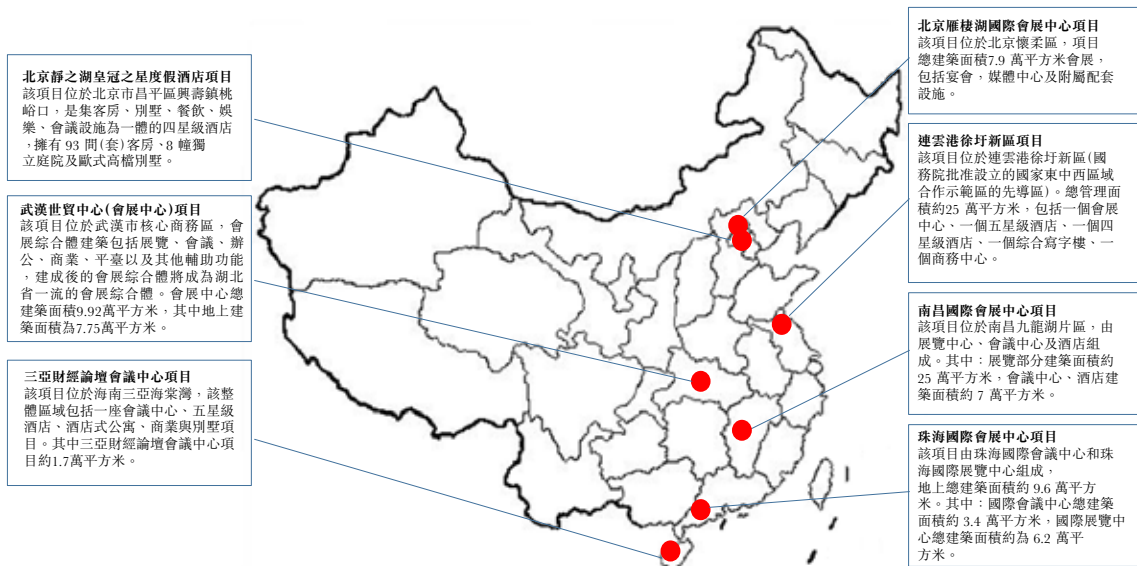 北京靜之湖皇冠之星度假酒店項目
該項目位於北京市昌平區興壽鎮桃
峪口，是集客房、別墅、餐飲、娛
樂、會議設施為一體的四星級酒店
，擁有 93 間(套)客房、8 幢獨
立庭院及歐式高檔別墅。
武漢世貿中心(會展中心)項目
該項目位於武漢市核心商務區，會
展綜合體建築包括展覽、會議、辦
公、商業、平臺以及其他輔助功能
，建成後的會展綜合體將成為湖北
省一流的會展綜合體。會展中心總
建築面積9.92萬平方米，其中地上建
築面積為7.75萬平方米。
三亞財經論壇會議中心項目
該項目位於海南三亞海棠灣，該整
體區域包括一座會議中心、五星級
酒店、酒店式公寓、商業與別墅項
目。其中三亞財經論壇會議中心項
目約1.7萬平方米。
北京雁棲湖國際會展中心項目
該項目位於北京懷柔區，項目
總建築面積7.9 萬平方米會展，
包括宴會，媒體中心及附屬配套
設施。
連雲港徐圩新區項目
該項目位於連雲港徐圩新區(國
務院批准設立的國家東中西區域
合作示範區的先導區)。總管理面
積約25 萬平方米，包括一個會展
中心、一個五星級酒店、一個四
星級酒店、一個綜合寫字樓、一
個商務中心。
南昌國際會展中心項目
該項目位於南昌九龍湖片區，由
展覽中心、會議中心及酒店組
成。其中：展覽部分建築面積約
25 萬平方米，會議中心、酒店建
築面積約 7 萬平方米。
珠海國際會展中心項目
該項目由珠海國際會議中心和珠
海國際展覽中心組成，
地上總建築面積約 9.6 萬平方
米。其中：國際會議中心總建築
面積約 3.4 萬平方米，國際展覽中
心總建築面積約為 6.2 萬平
方米。